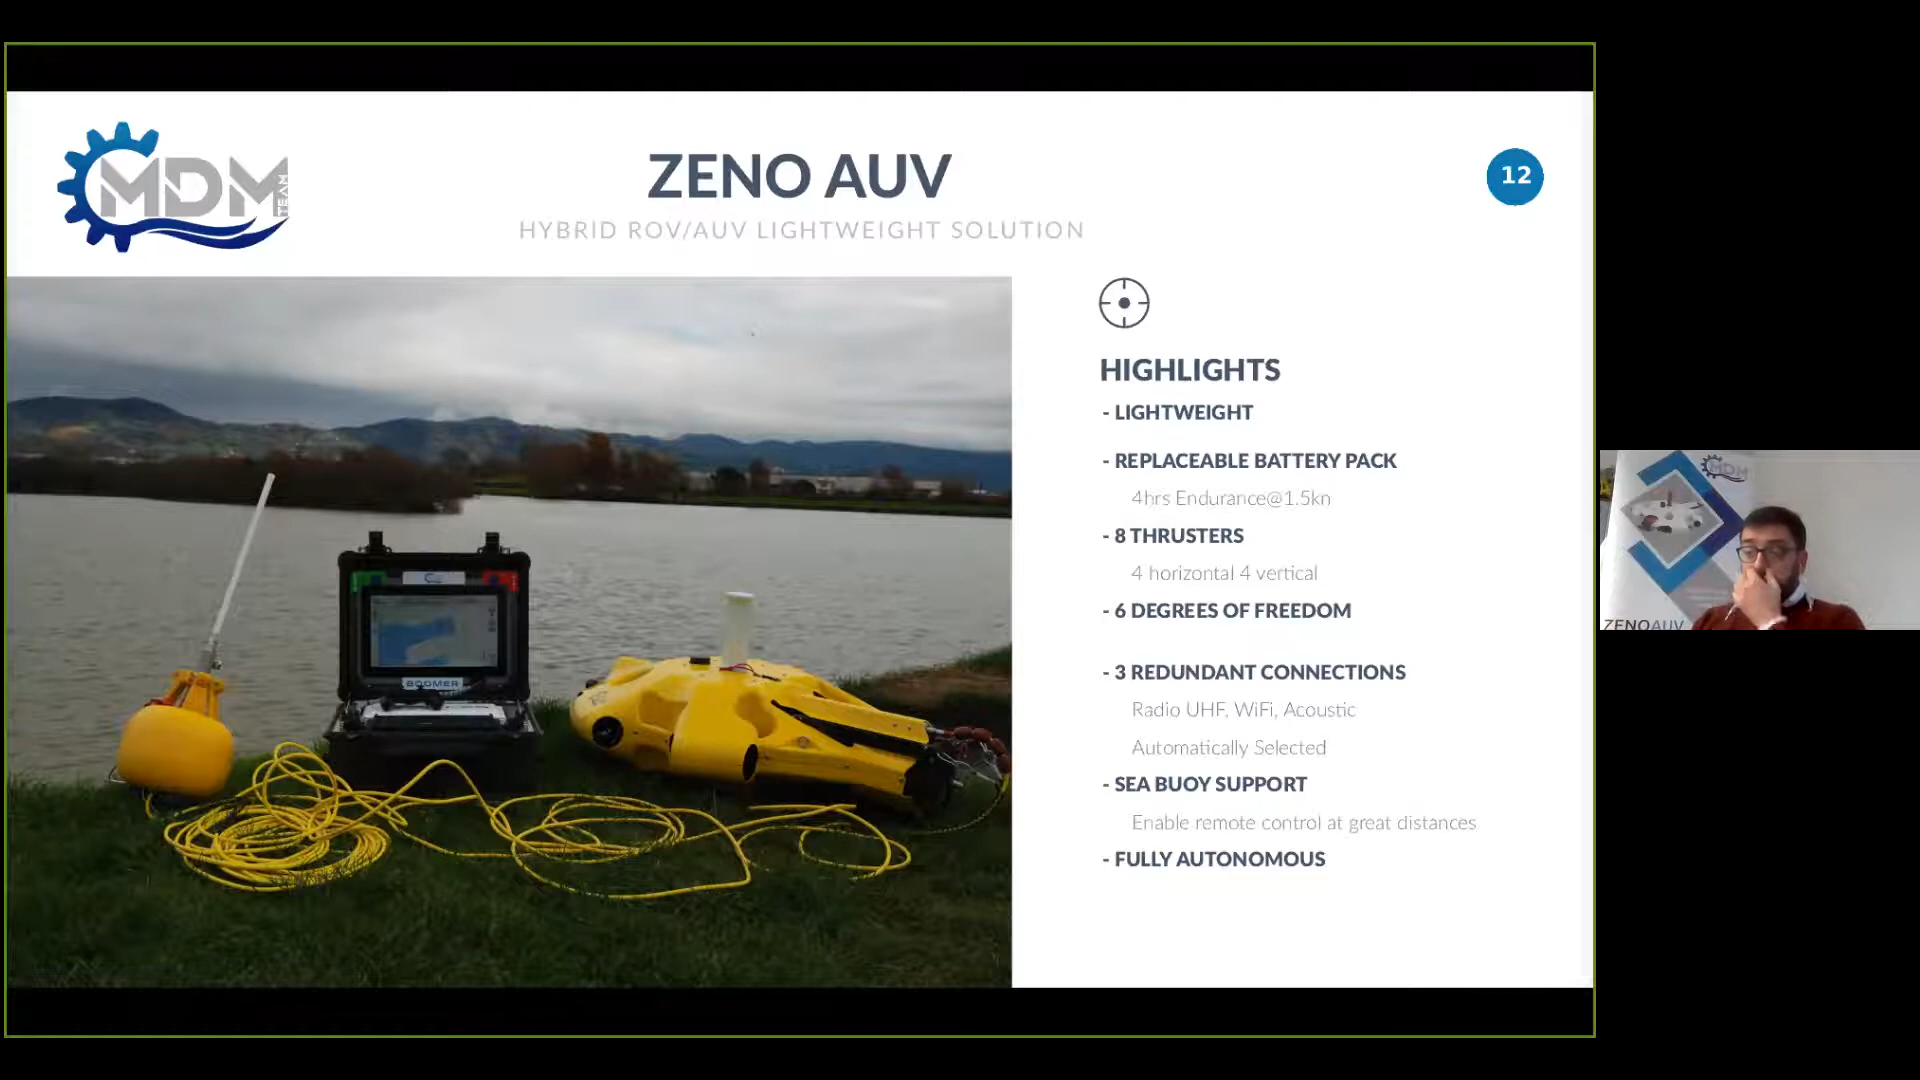 MDM
TEAM
ZENO AUV
HYBRID ROV/AUV LIGHTWEIGHT SOLUTION
12
HIGHLIGHTS
- LIGHTWEIGHT
- REPLACEABLE BATTERY PACK
4hrs Endurance@1.5kn
- 8 THRUSTERS
4 horizontal 4 vertical
- 6 DEGREES OF FREEDOM
- 3 REDUNDANT CONNECTIONS
Radio UHF, WiFi, Acoustic
Automatically Selected
- SEA BUOY SUPPORT
Enable remote control at great distances
- FULLY AUTONOMOUS
BOOMER
MDM
ZENOAUV